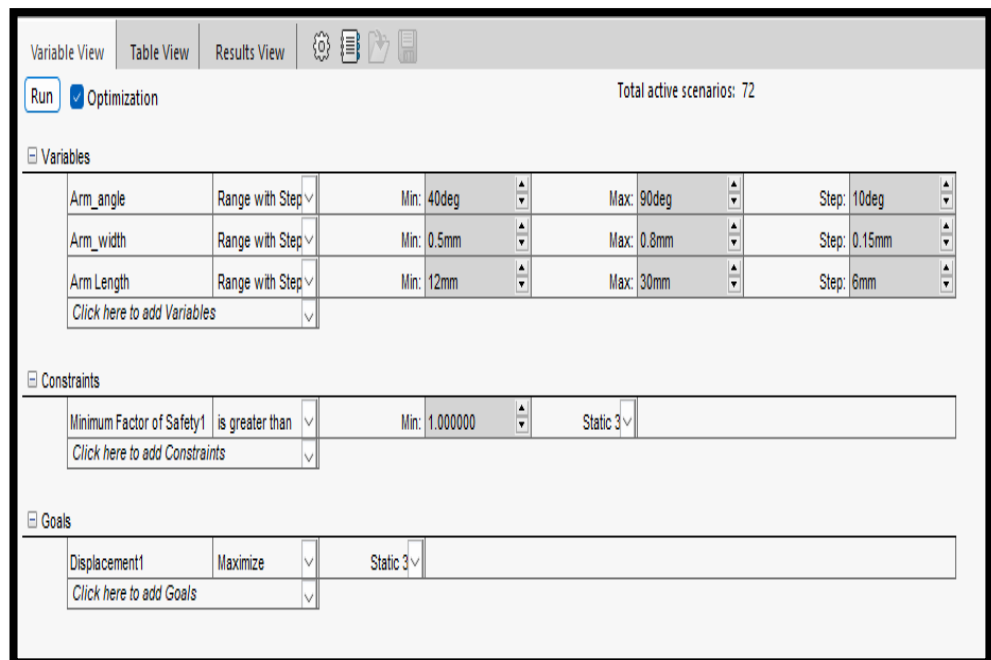 Variable View Table View Results View
Run Optimization Total active scenarios: 72
Variables
Arm_angle Range with Step Min: 40deg Max: 90deg Step: 10deg
Arm_width Range with Step Min: 0.5mm Max: 0.8mm Step: 0.15mm
Arm Length Range with Step Min: 12mm Max: 30mm Step: 6mm
Click here to add Variables
Constraints
Minimum Factor of Safety1 is greater than Min: 1.000000 Static 3
Click here to add Constraints
Goals
Displacement1 Maximize Static 3
Click here to add Goals